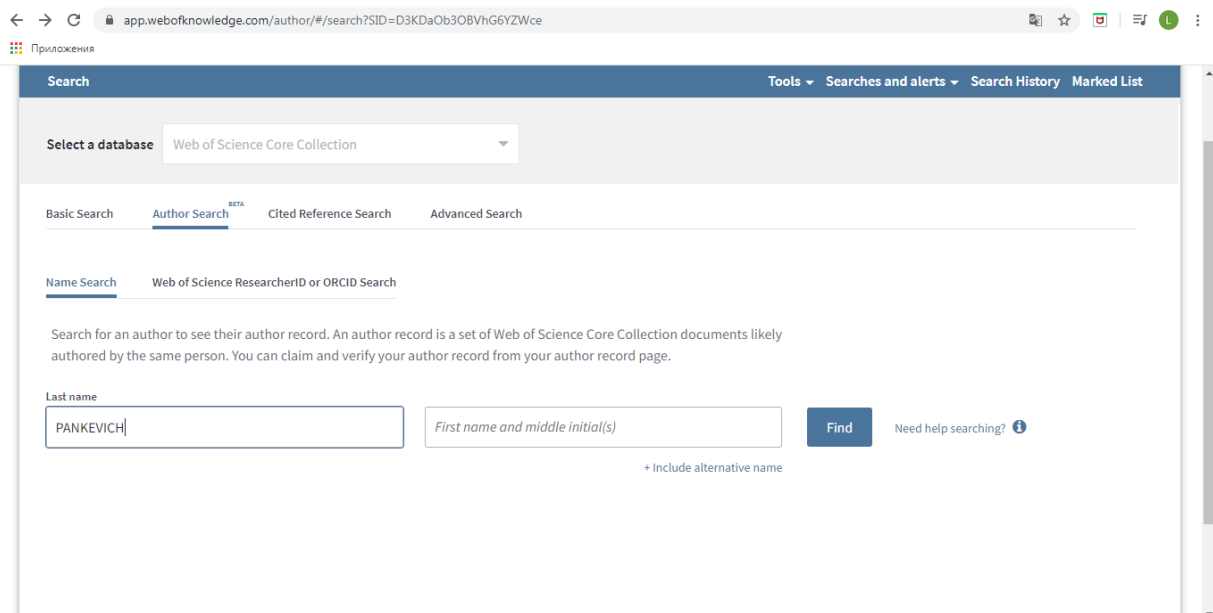 app.webofknowledge.com/author/#/search?SID=D3KDaOb3OBVhG6YZWce
L
Приложения
Search Tools Searches and alerts Search History Marked List
Select a database Web of Science Core Collection
BETA
Basic Search Author Search Cited Reference Search Advanced Search
Name Search Web of Science ResearcherID or ORCID Search
Search for an author to see their author record. An author record is a set of Web of Science Core Collection documents likely
authored by the same person. You can claim and verify your author record from your author record page.
Last name
PANKEVICH First name and middle initial(s) Find Need help searching?
+ Include alternative name